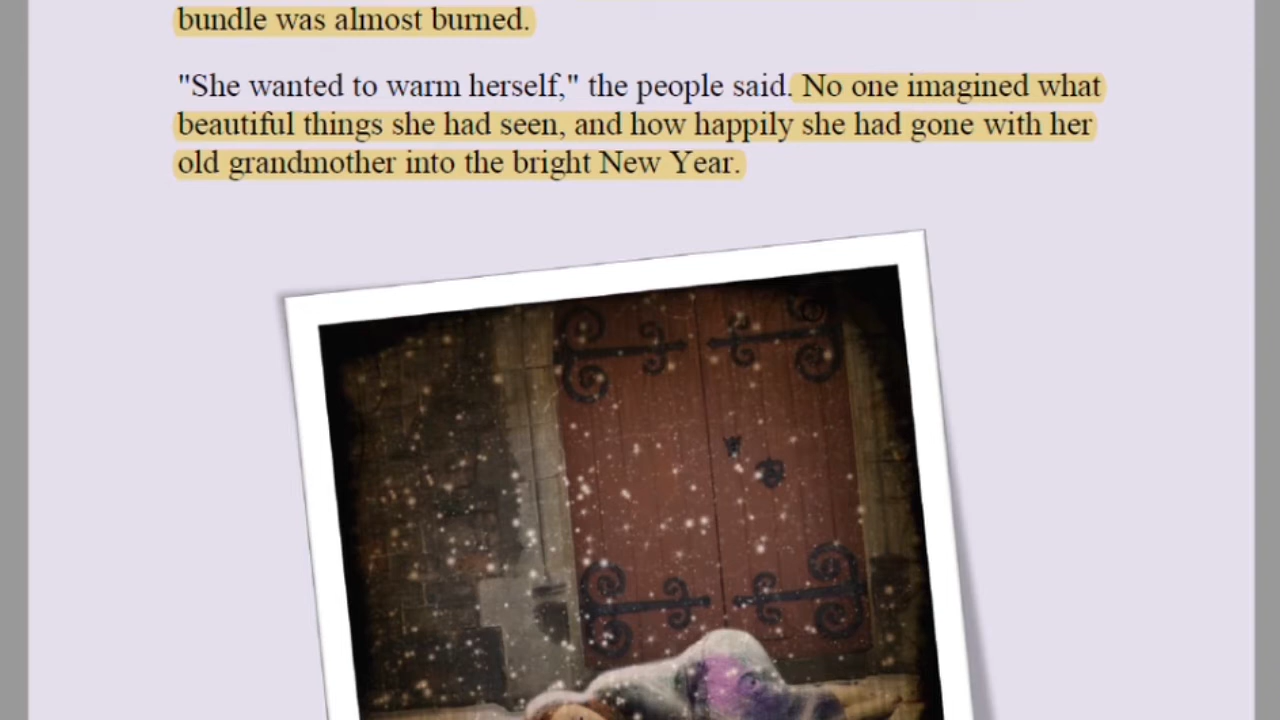 bundle was almost burned.
"She wanted to warm herself," the people said. No one imagined what
beautiful things she had seen, and how happily she had gone with her
old grandmother into the bright New Year.